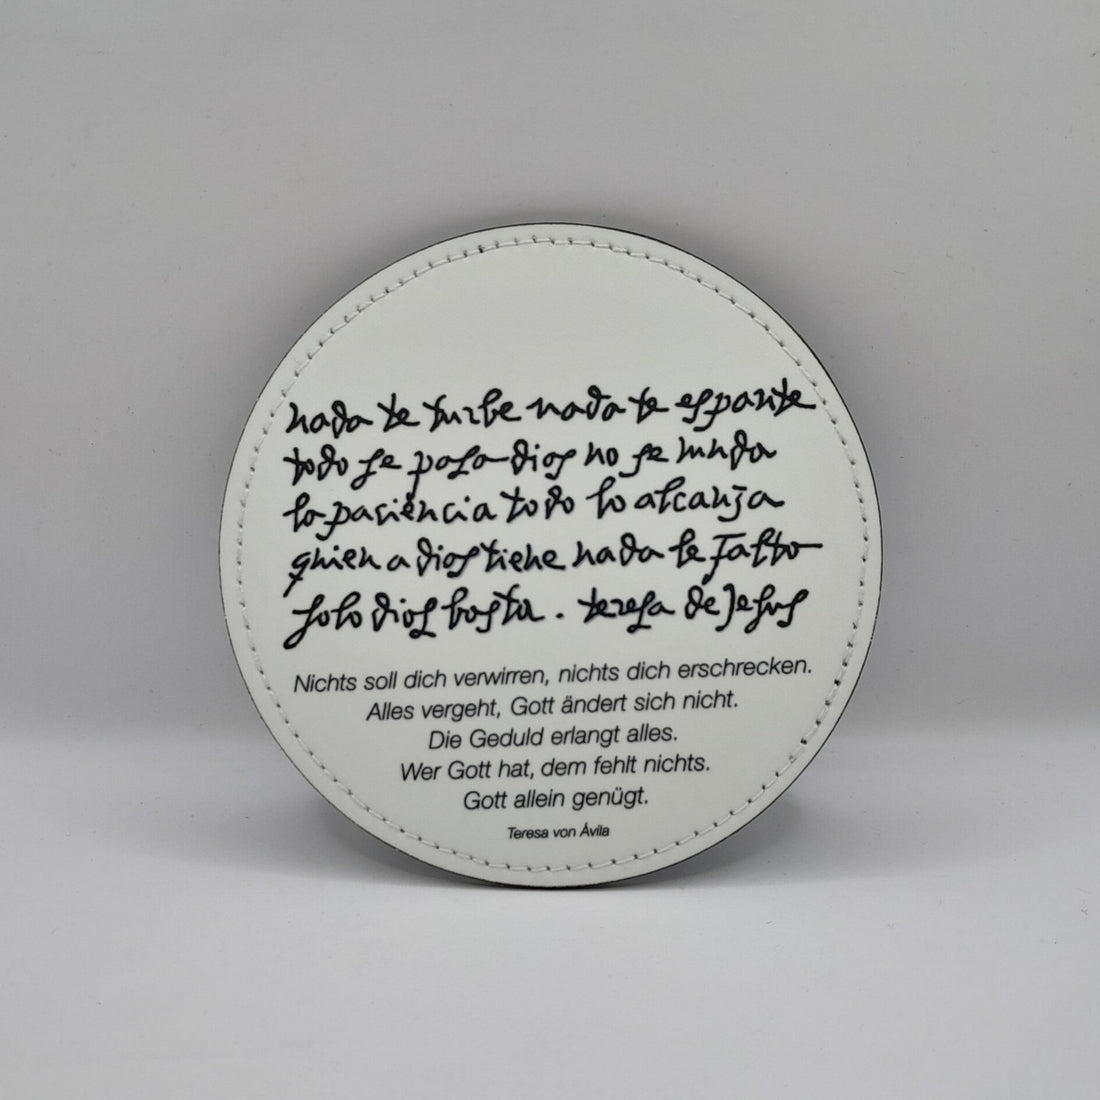 nada te turbe nada te espante
todo se pasa dios no se muda
la paciencia todo lo alcanza
quien a dios tiene nada le falta
solo dios basta . teresa de Jesus
Nichts soll dich verwirren, nichts dich erschrecken.
Alles vergeht, Gott ändert sich nicht.
Die Geduld erlangt alles.
Wer Gott hat, dem fehlt nichts.
Gott allein genügt.
Teresa von Ávila